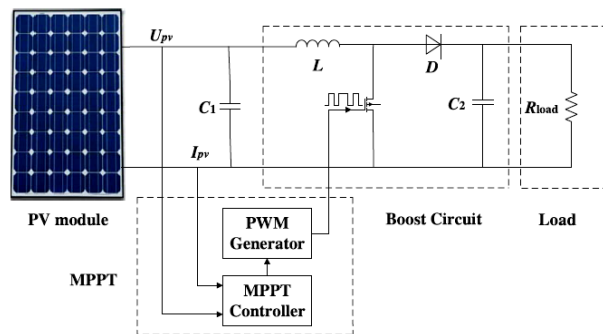 Upv
L
D
C1
C2
Rload
Ipv
PV module
PWM
Generator
Boost Circuit
Load
MPPT
MPPT
Controller